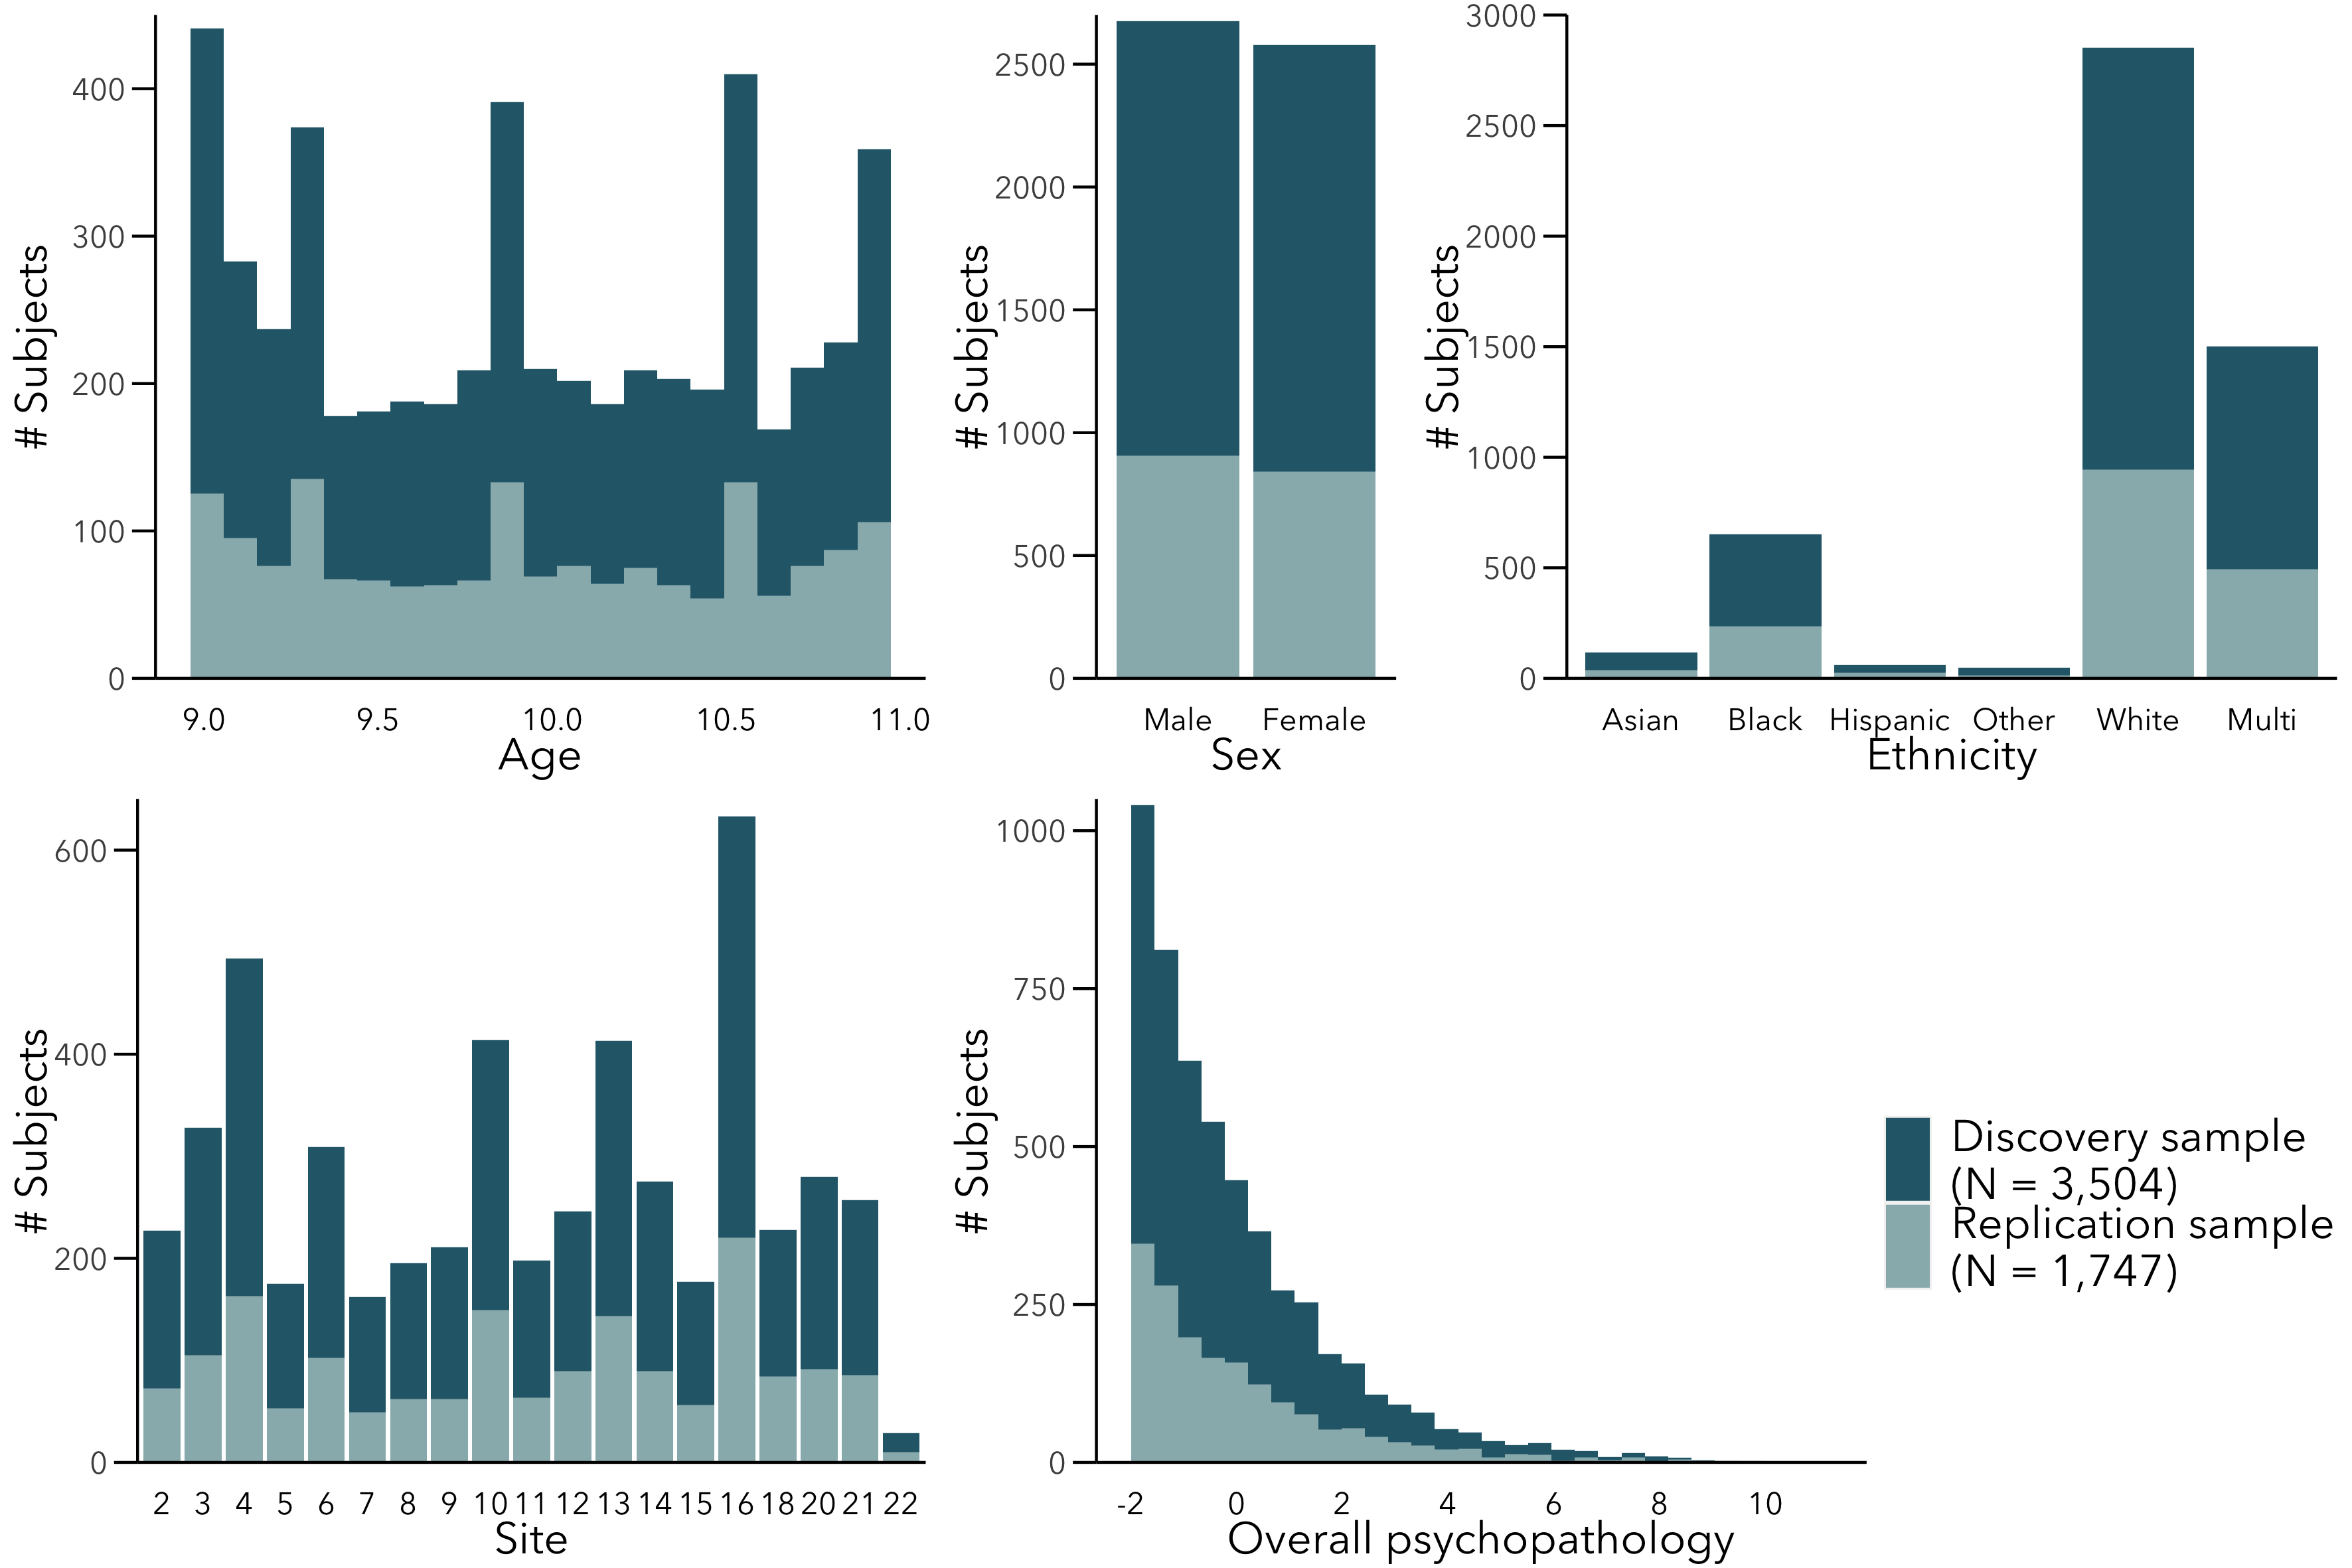 # Subjects
400
300
200
100
0
9.0 9.5 10.0 10.5 11.0
Age
# Subjects
2500
2000
1500
1000
500
0
Male Female
Sex
# Subjects
3000
2500
2000
1500
1000
500
0
Asian Black Hispanic Other White Multi
Ethnicity
# Subjects
600
400
200
0
2 3 4 5 6 7 8 9 10 11 12 13 14 15 16 18 20 21 22
Site
# Subjects
1000
750
500
250
0
-2 0 2 4 6 8 10
Overall psychopathology
Discovery sample
(N = 3,504)
Replication sample
(N = 1,747)